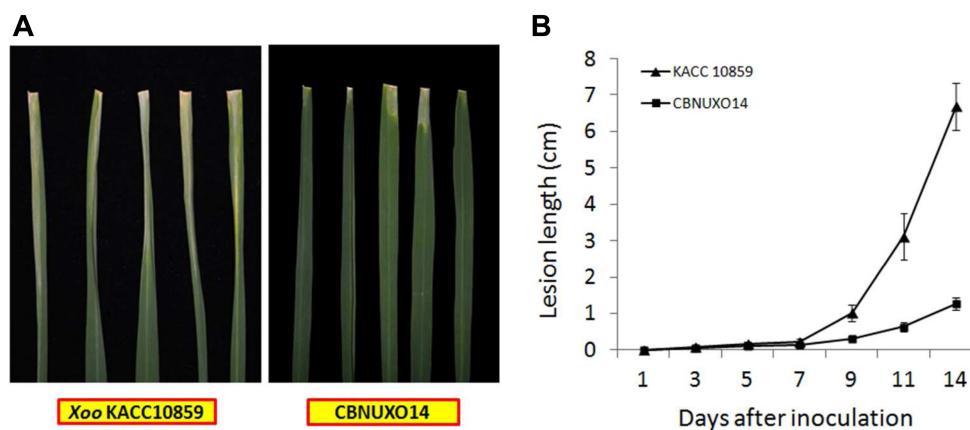 A
Xoo KACC10859
CBNUXO14
B
8
7
6
5
4
3
2
1
0
Lesion length (cm)
KACC 10859
CBNUXO14
1 3 5 7 9 11 14
Days after inoculation